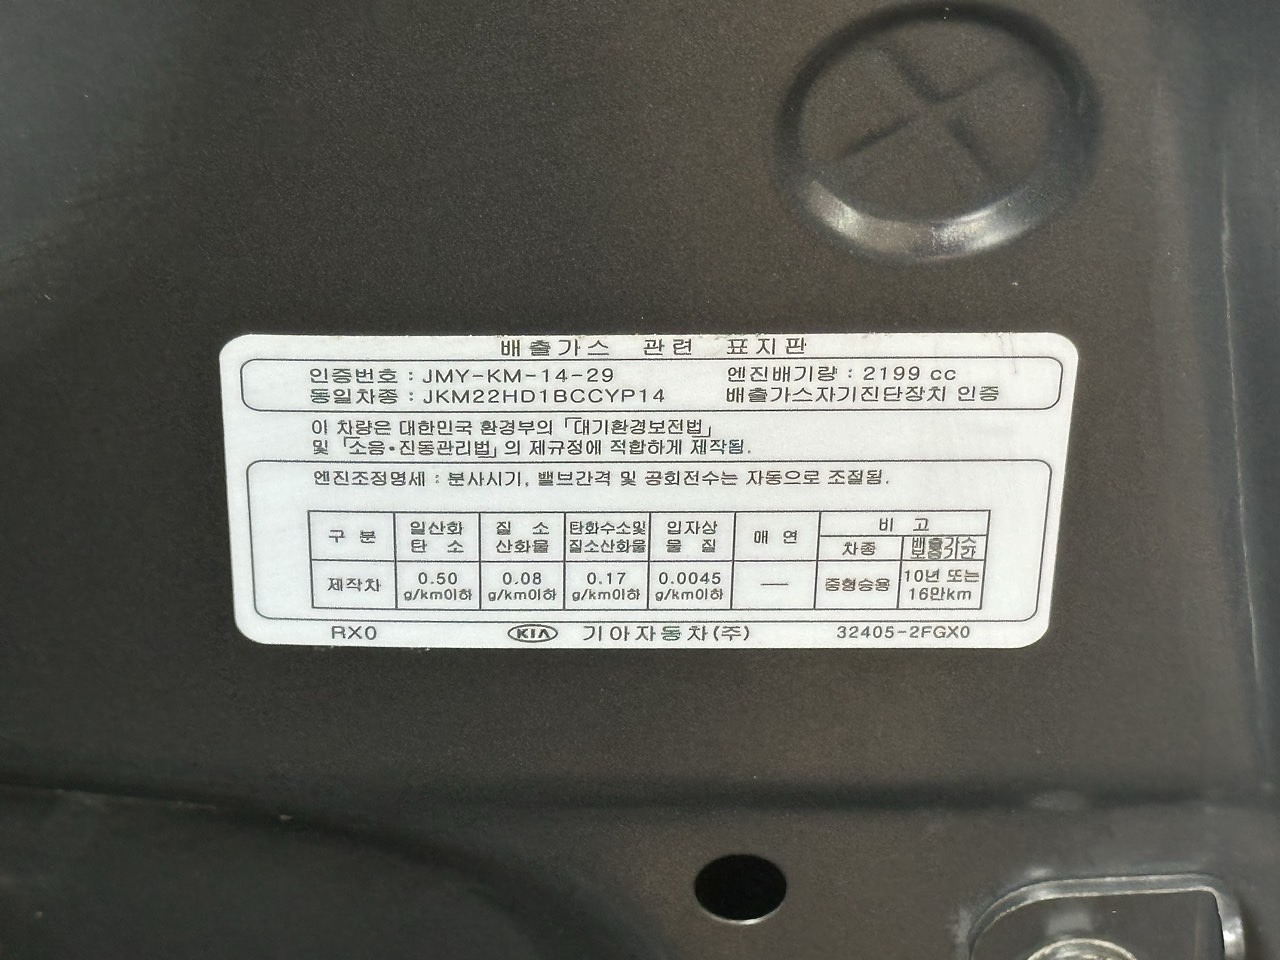 배출가스 관련 표지판
인증번호 : JMY-KM-14-29 엔진배기량 : 2199 cc
동일차종 : JKM22HD1BCCYP14 배출가스자기진단장치 인증
이 차량은 대한민국 환경부의 「대기환경보전법」
및 「소음·진동관리법」의 제규정에 적합하게 제작됨.
엔진조정명세 : 분사시기, 밸브간격 및 공회전수는 자동으로 조절됨.
구 분 일산화탄 소 질 소산화물 탄화수소및질소산화물 입자상물 질 매 연 비 고
차종 배출가스보증기간
제작차 0.50 g/km이하 0.08 g/km이하 0.17 g/km이하 0.0045 g/km이하 — 중형승용 10년 또는 16만km
RX0 KIA 기아자동차(주) 32405-2FGX0